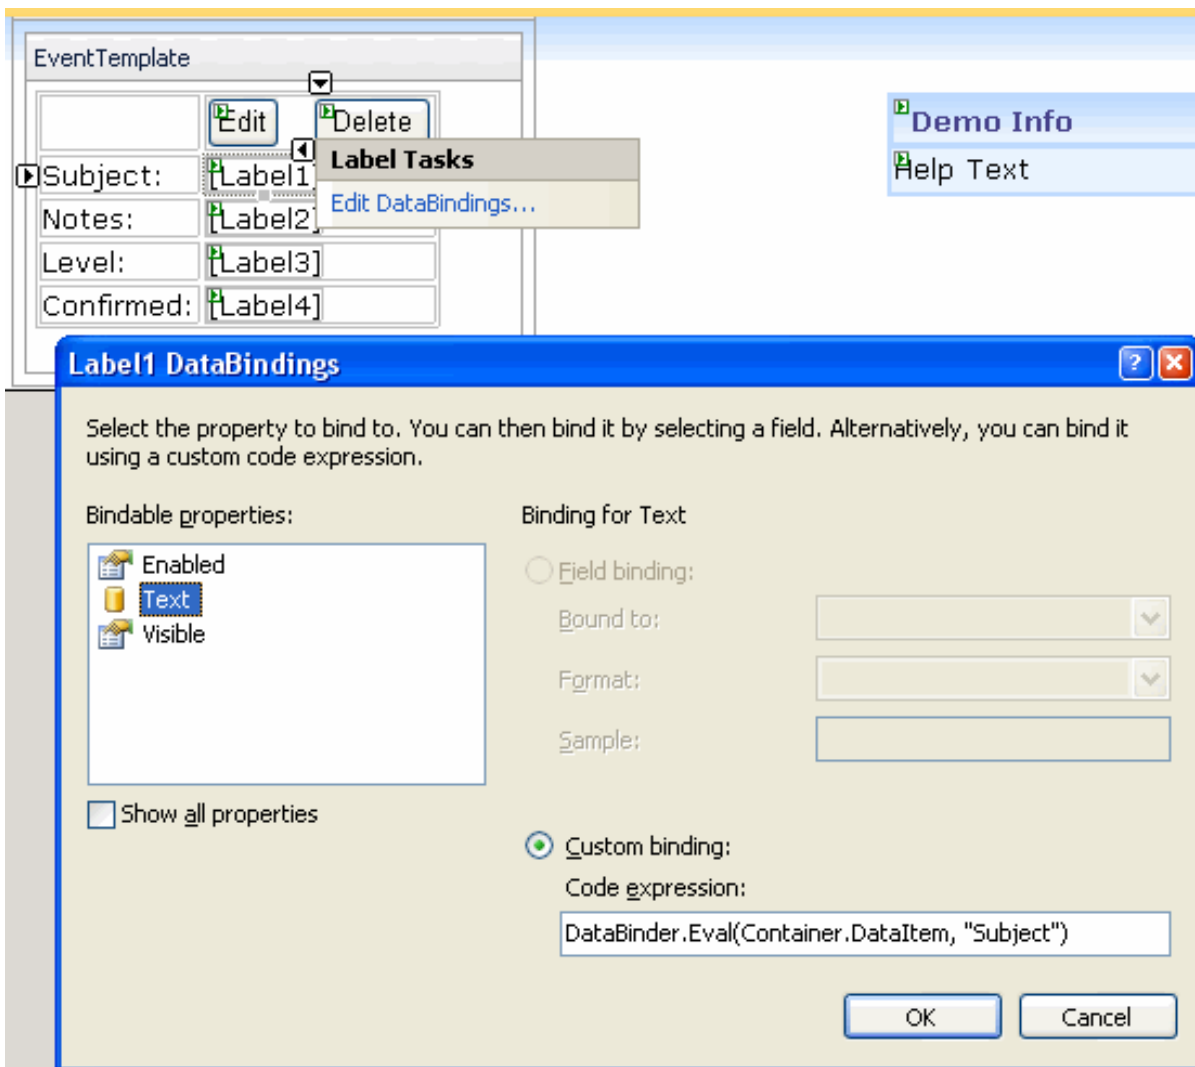 EventTemplate
Edit Delete
Demo Info
Label Tasks
Subject: [Label1
Help Text
Edit DataBindings...
Notes: [Label2]
Level: [Label3]
Confirmed: [Label4]
Label1 DataBindings
Select the property to bind to. You can then bind it by selecting a field. Alternatively, you can bind it
using a custom code expression.
Bindable properties:
Binding for Text
Enabled
Text
Visible
Field binding:
Bound to:
Format:
Sample:
Show all properties
Custom binding:
Code expression:
DataBinder.Eval(Container.DataItem, "Subject")
OK Cancel